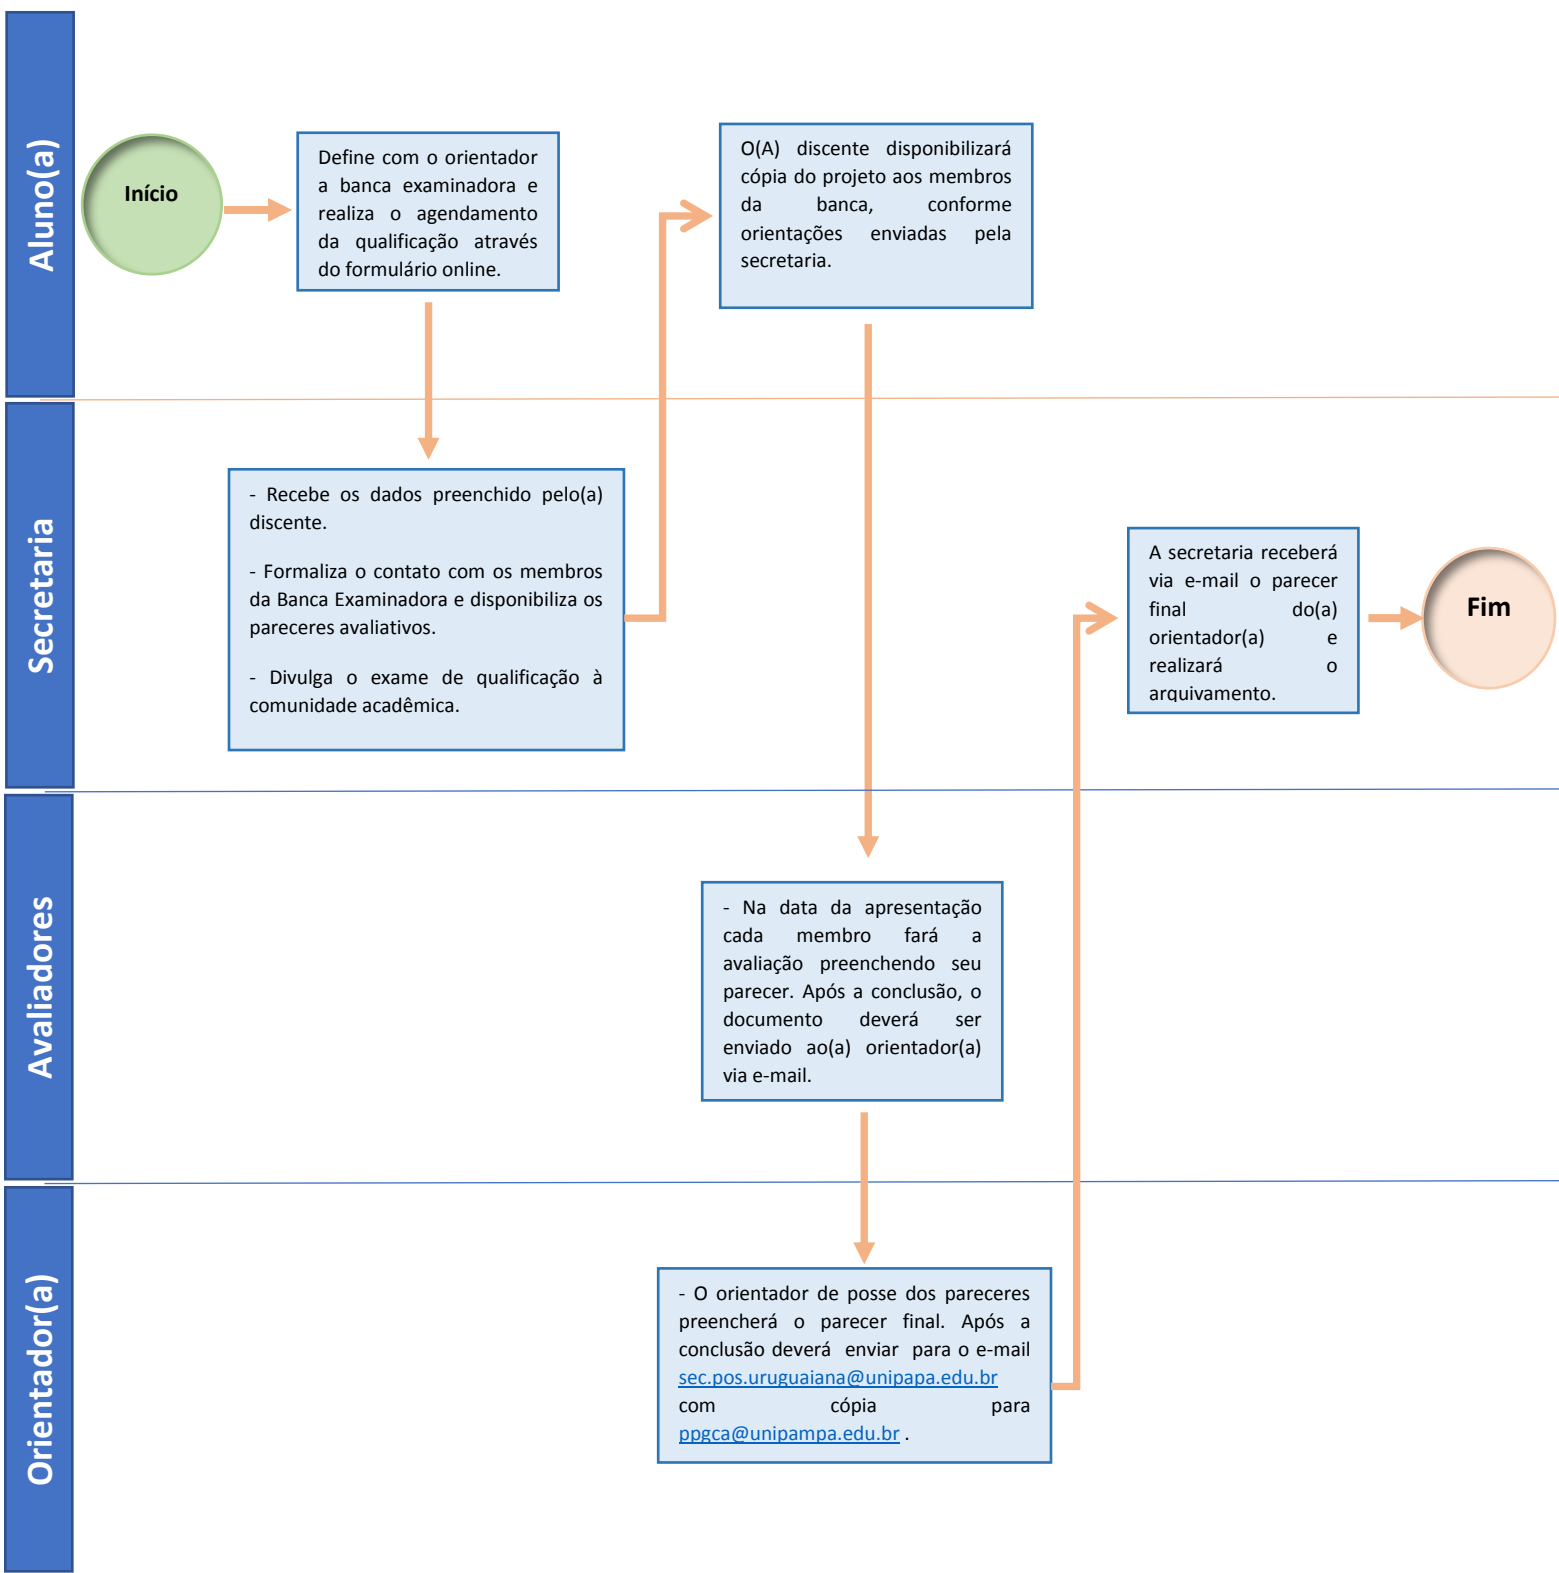 Aluno(a)
Início
Define com o orientador
a banca examinadora e
realiza o agendamento
da qualificação através
do formulário online.
O(A) discente disponibilizará
cópia do projeto aos membros
da banca, conforme
orientações enviadas pela
secretaria.
Secretaria
- Recebe os dados preenchido pelo(a)
discente.
- Formaliza o contato com os membros
da Banca Examinadora e disponibiliza os
pareceres avaliativos.
- Divulga o exame de qualificação à
comunidade acadêmica.
A secretaria receberá
via e-mail o parecer
final do(a)
orientador(a) e
realizará o
arquivamento.
Fim
Avaliadores
- Na data da apresentação
cada membro fará a
avaliação preenchendo seu
parecer. Após a conclusão, o
documento deverá ser
enviado ao(a) orientador(a)
via e-mail.
Orientador(a)
- O orientador de posse dos pareceres
preencherá o parecer final. Após a
conclusão deverá enviar para o e-mail
sec.pos.uruguaiana@unipapa.edu.br
com cópia para
ppgca@unipampa.edu.br .